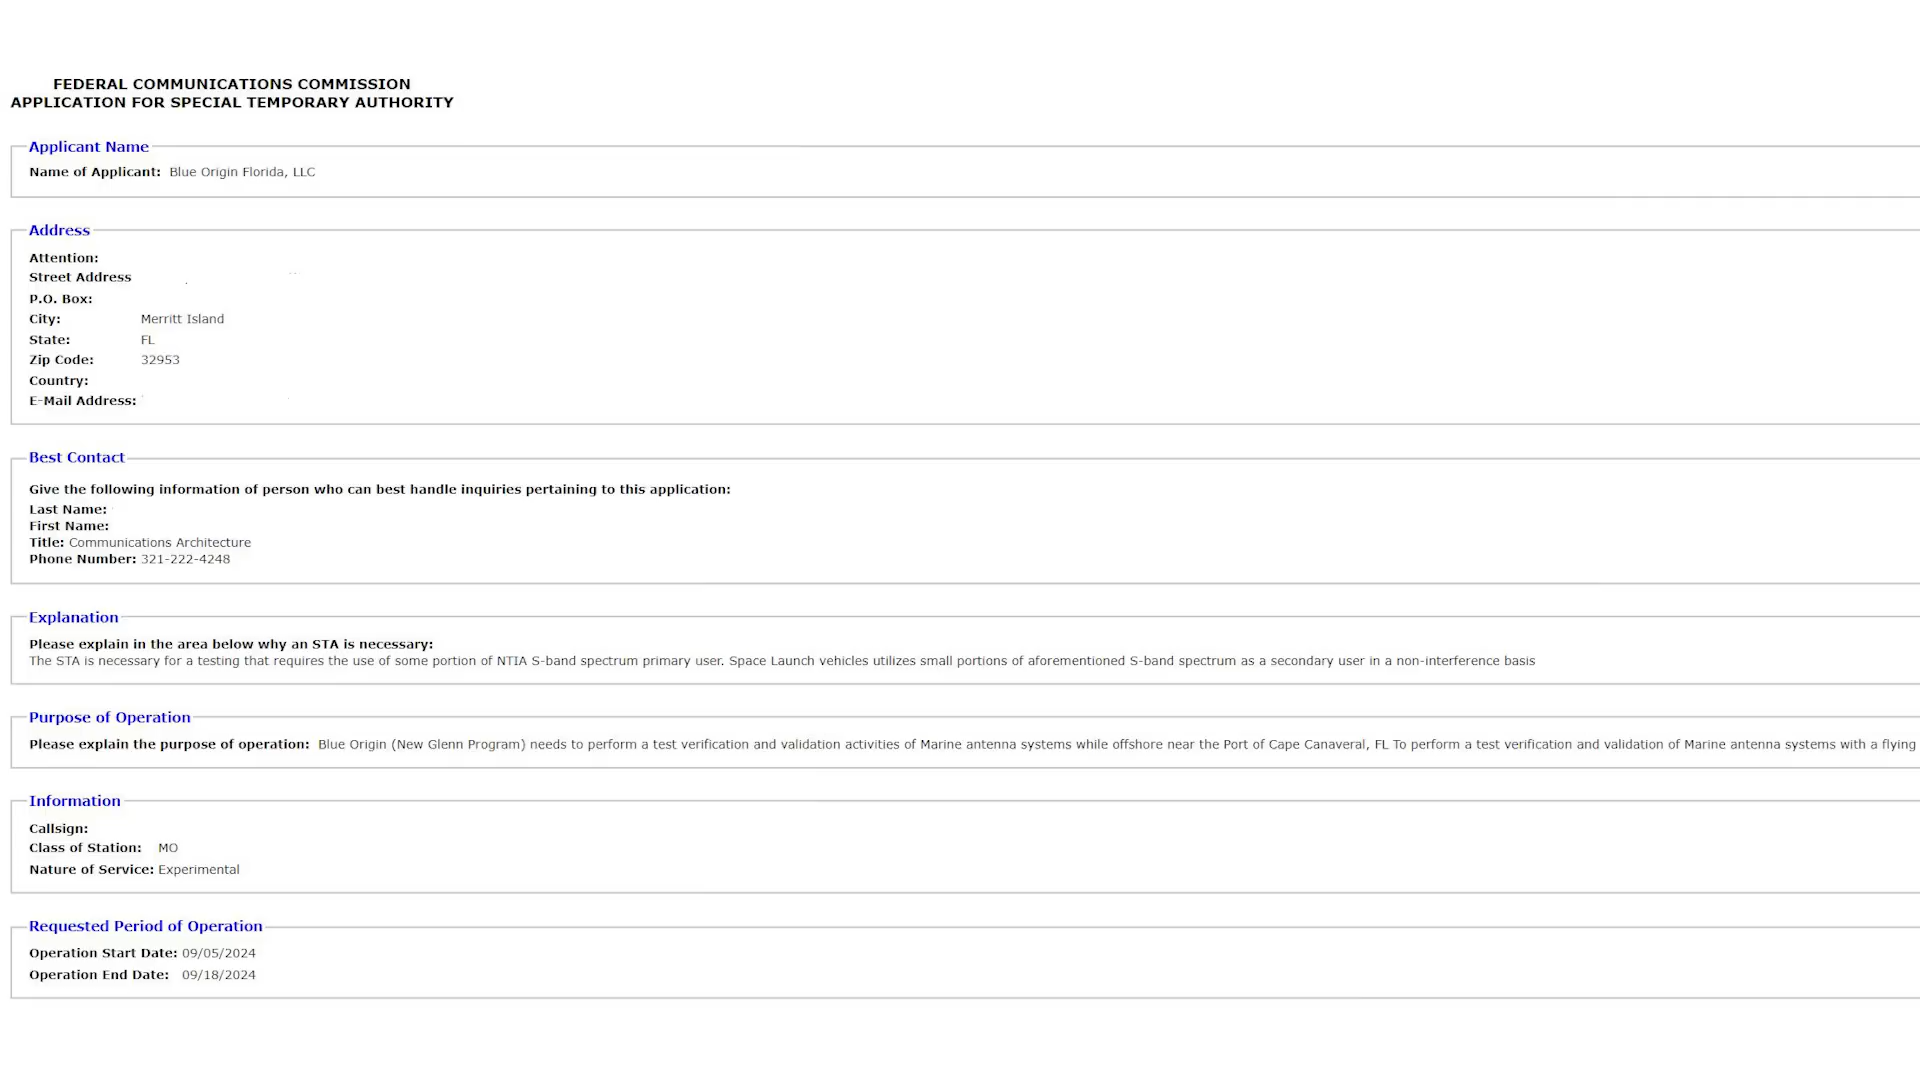 FEDERAL COMMUNICATIONS COMMISSION
APPLICATION FOR SPECIAL TEMPORARY AUTHORITY
Applicant Name
Name of Applicant: Blue Origin Florida, LLC
Address
Attention:
Street Address
P.O. Box:
City: Merritt Island
State: FL
Zip Code: 32953
Country:
E-Mail Address:
Best Contact
Give the following information of person who can best handle inquiries pertaining to this application:
Last Name:
First Name:
Title: Communications Architecture
Phone Number: 321-222-4248
Explanation
Please explain in the area below why an STA is necessary:
The STA is necessary for a testing that requires the use of some portion of NTIA S-band spectrum primary user. Space Launch vehicles utilizes small portions of aforementioned S-band spectrum as a secondary user in a non-interference basis
Purpose of Operation
Please explain the purpose of operation: Blue Origin (New Glenn Program) needs to perform a test verification and validation activities of Marine antenna systems while offshore near the Port of Cape Canaveral, FL To perform a test verification and validation of Marine antenna systems with a flying
Information
Callsign:
Class of Station: MO
Nature of Service: Experimental
Requested Period of Operation
Operation Start Date: 09/05/2024
Operation End Date: 09/18/2024